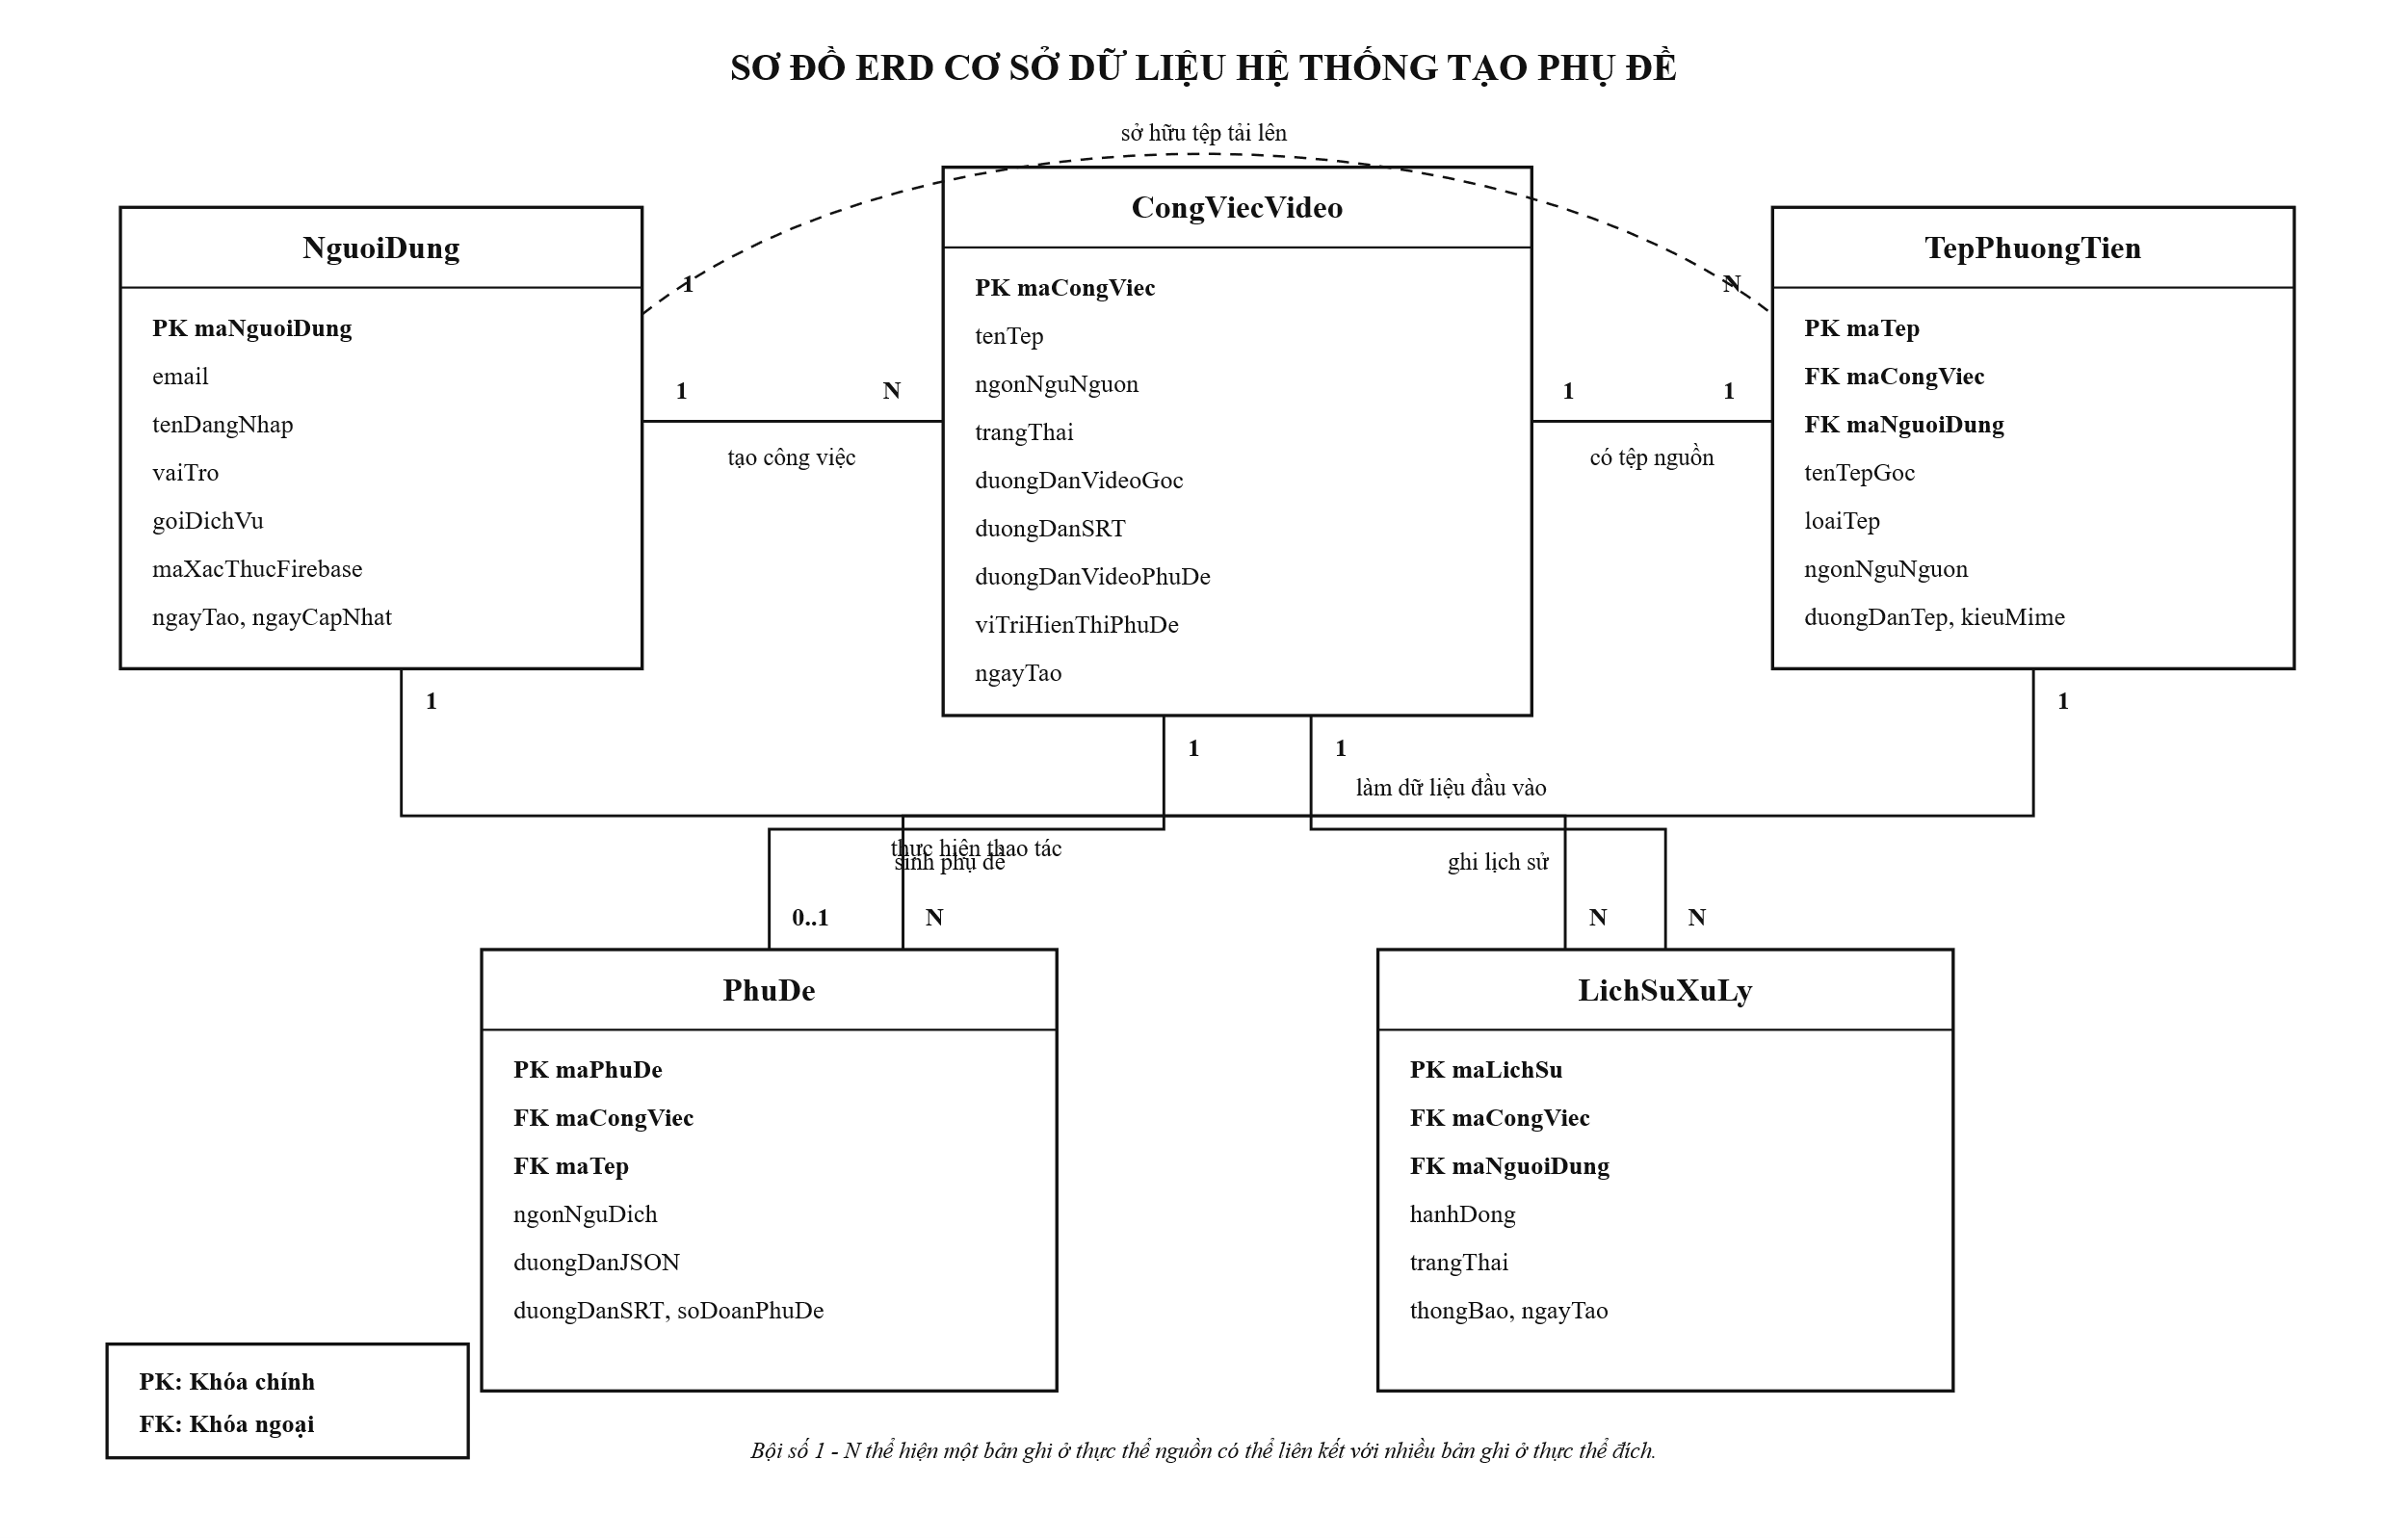 SƠ ĐỒ ERD CƠ SỞ DỮ LIỆU HỆ THỐNG TẠO PHỤ ĐỀ
sở hữu tệp tải lên
NguoiDung
PK maNguoiDung
email
tenDangNhap
vaiTro
goiDichVu
maXacThucFirebase
ngayTao, ngayCapNhat
1
1
N
tạo công việc
CongViecVideo
PK maCongViec
tenTep
ngonNguNguon
trangThai
duongDanVideoGoc
duongDanSRT
duongDanVideoPhuDe
viTriHienThiPhuDe
ngayTao
N
1
1
có tệp nguồn
TepPhuongTien
PK maTep
FK maCongViec
FK maNguoiDung
tenTepGoc
loaiTep
ngonNguNguon
duongDanTep, kieuMime
1
1
1
1
làm dữ liệu đầu vào
thực hiện thao tác
sinh phụ đề
ghi lịch sử
0..1
N
N
N
PhuDe
PK maPhuDe
FK maCongViec
FK maTep
ngonNguDich
duongDanJSON
duongDanSRT, soDoanPhuDe
LichSuXuLy
PK maLichSu
FK maCongViec
FK maNguoiDung
hanhDong
trangThai
thongBao, ngayTao
PK: Khóa chính
FK: Khóa ngoại
Bội số 1 - N thể hiện một bản ghi ở thực thể nguồn có thể liên kết với nhiều bản ghi ở thực thể đích.